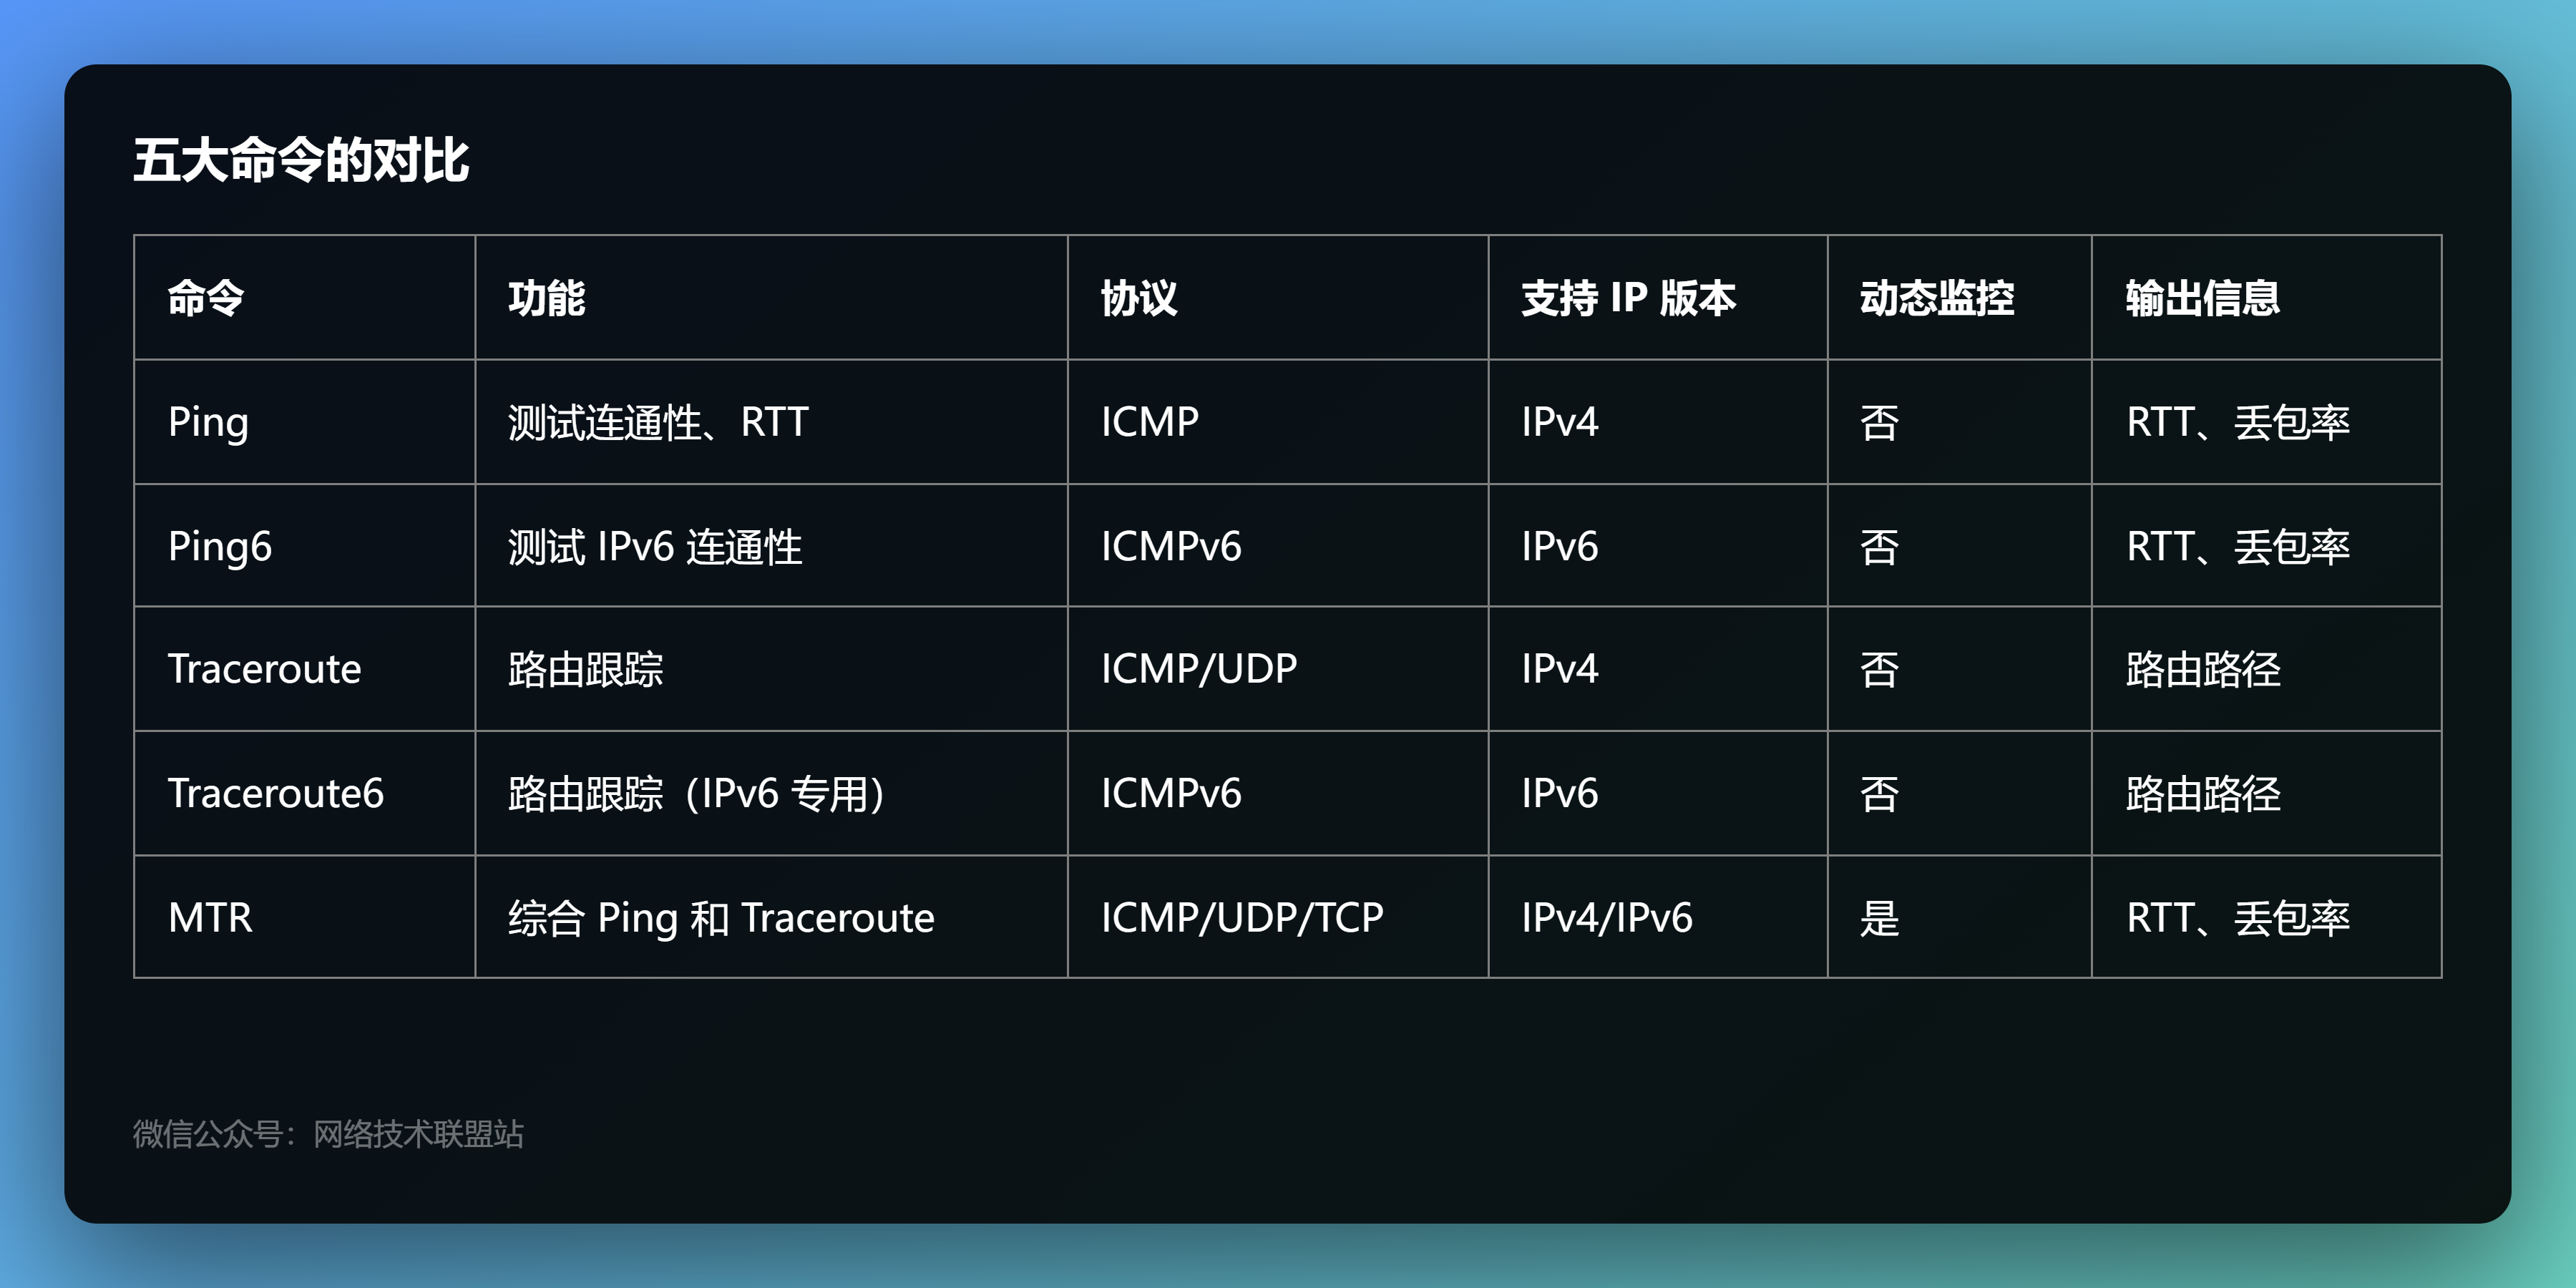 五大命令的对比
命令 功能 协议 支持 IP 版本 动态监控 输出信息
Ping 测试连通性、RTT ICMP IPv4 否 RTT、丢包率
Ping6 测试 IPv6 连通性 ICMPv6 IPv6 否 RTT、丢包率
Traceroute 路由跟踪 ICMP/UDP IPv4 否 路由路径
Traceroute6 路由跟踪（IPv6 专用） ICMPv6 IPv6 否 路由路径
MTR 综合 Ping 和 Traceroute ICMP/UDP/TCP IPv4/IPv6 是 RTT、丢包率
微信公众号：网络技术联盟站